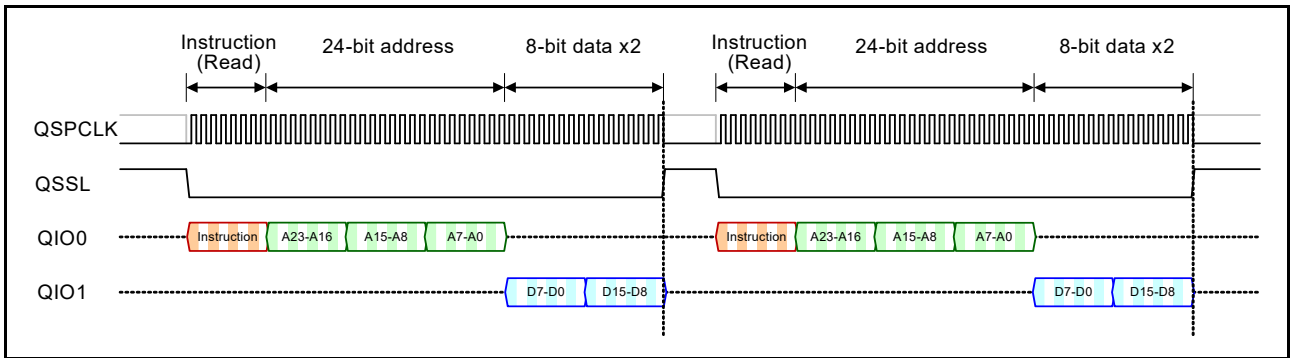 Instruction (Read) 24-bit address 8-bit data x2 Instruction (Read) 24-bit address 8-bit data x2
QSPCLK
QSSL
QIO0 Instruction A23-A16 A15-A8 A7-A0 Instruction A23-A16 A15-A8 A7-A0
QIO1 D7-D0 D15-D8 D7-D0 D15-D8